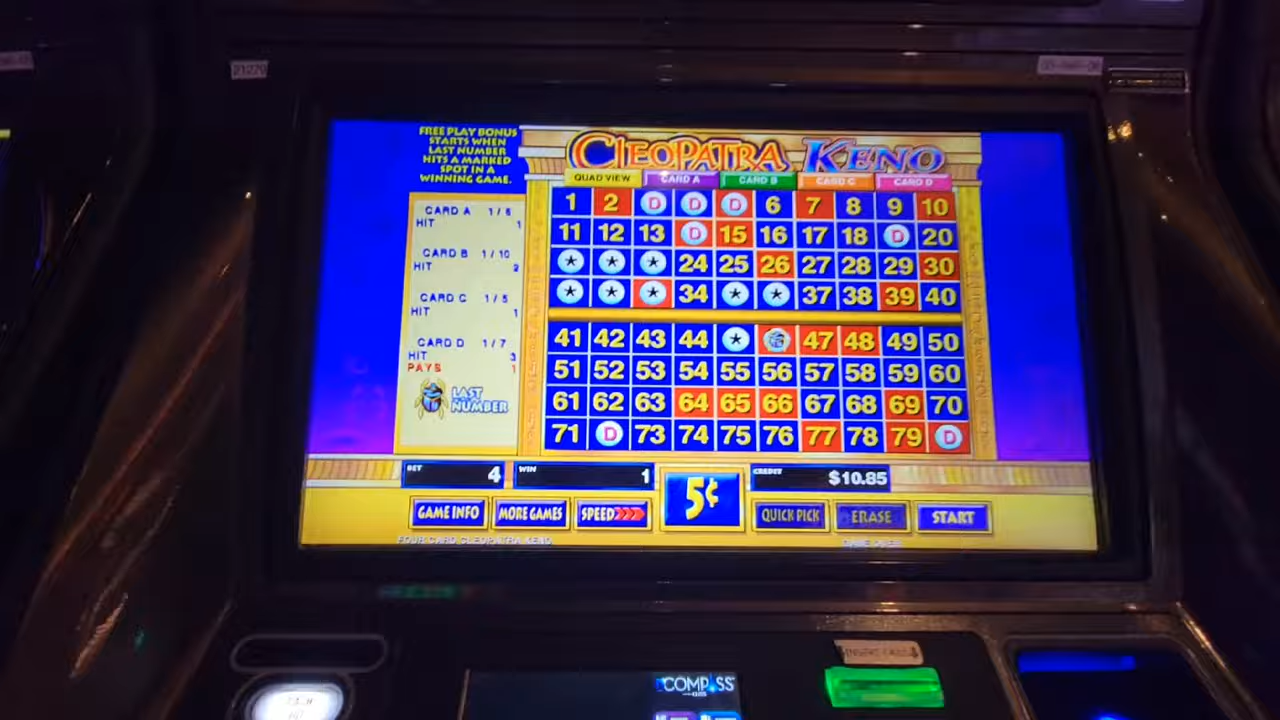 21270
FREE PLAY BONUS
STARTS WHEN
LAST NUMBER
HITS A MARKED
SPOT IN A
WINNING GAME.
CLEOPATRA KENO
QUAD VIEW CARD A CARD B CARD C CARD D
CARD A 1/6
HIT 1
CARD B 1/10
HIT 2
CARD C 1/5
HIT 1
CARD D 1/7
HIT 3
PAYS 1
LAST
NUMBER
1 2 D D D 6 7 8 9 10
11 12 13 D 15 16 17 18 D 20
24 25 26 27 28 29 30
34 37 38 39 40
41 42 43 44 47 48 49 50
51 52 53 54 55 56 57 58 59 60
61 62 63 64 65 66 67 68 69 70
71 D 73 74 75 76 77 78 79 D
BET 4 WIN 1 5¢ CREDIT $10.85
GAME INFO MORE GAMES SPEED QUICK PICK ERASE START
FOUR CARD CLEOPATRA KENO GAME OVER
COMPASS